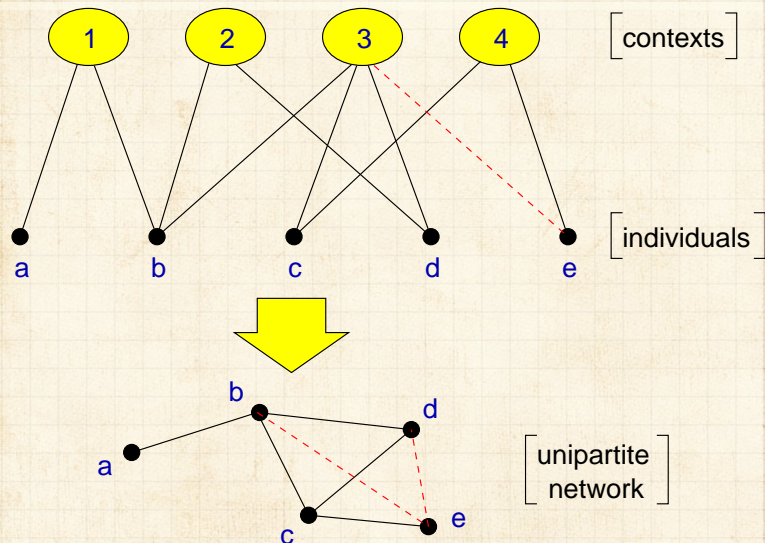 1 2 3 4 [contexts]
[individuals]
a b c d e
b
d
a
[unipartite
network]
c
e